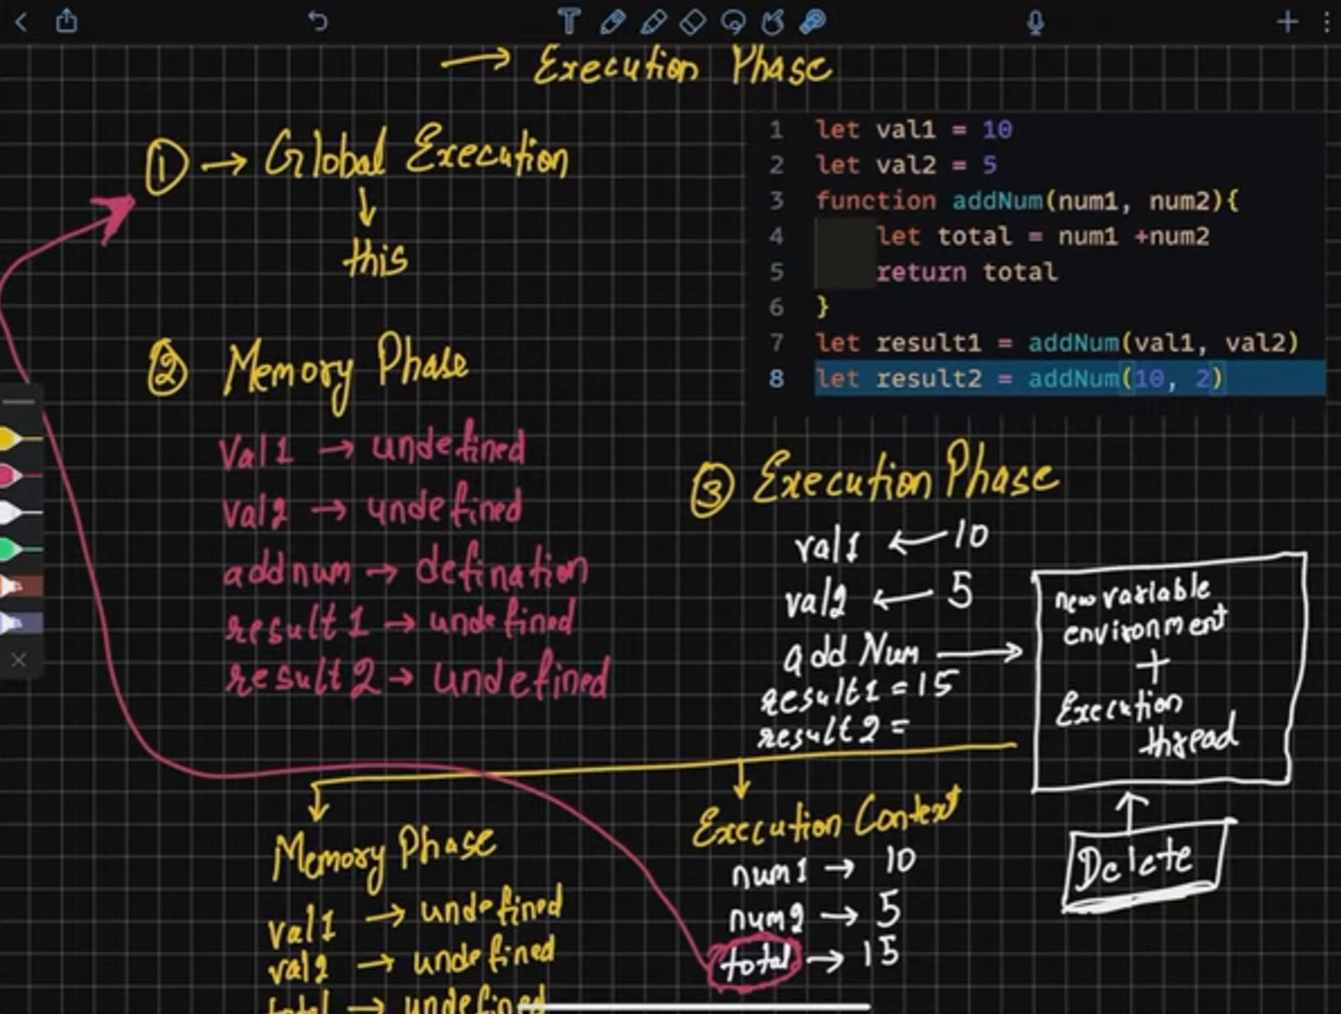 → Execution Phase
① → Global Execution
↓
this
1 let val1 = 10
2 let val2 = 5
3 function addNum(num1, num2){
4 let total = num1 +num2
5 return total
6 }
7 let result1 = addNum(val1, val2)
8 let result2 = addNum(10, 2)
② Memory Phase
val1 → undefined
val2 → undefined
addnum → defination
result1 → undefined
result2 → undefined
③ Execution Phase
val1 ← 10
val2 ← 5
add Num →
result1 = 15
result2 =
new variable
environment
+
Execution
thread
Delete
Memory Phase
val1 → undefined
val2 → undefined
total → undefined
Execution Context
num1 → 10
num2 → 5
total → 15